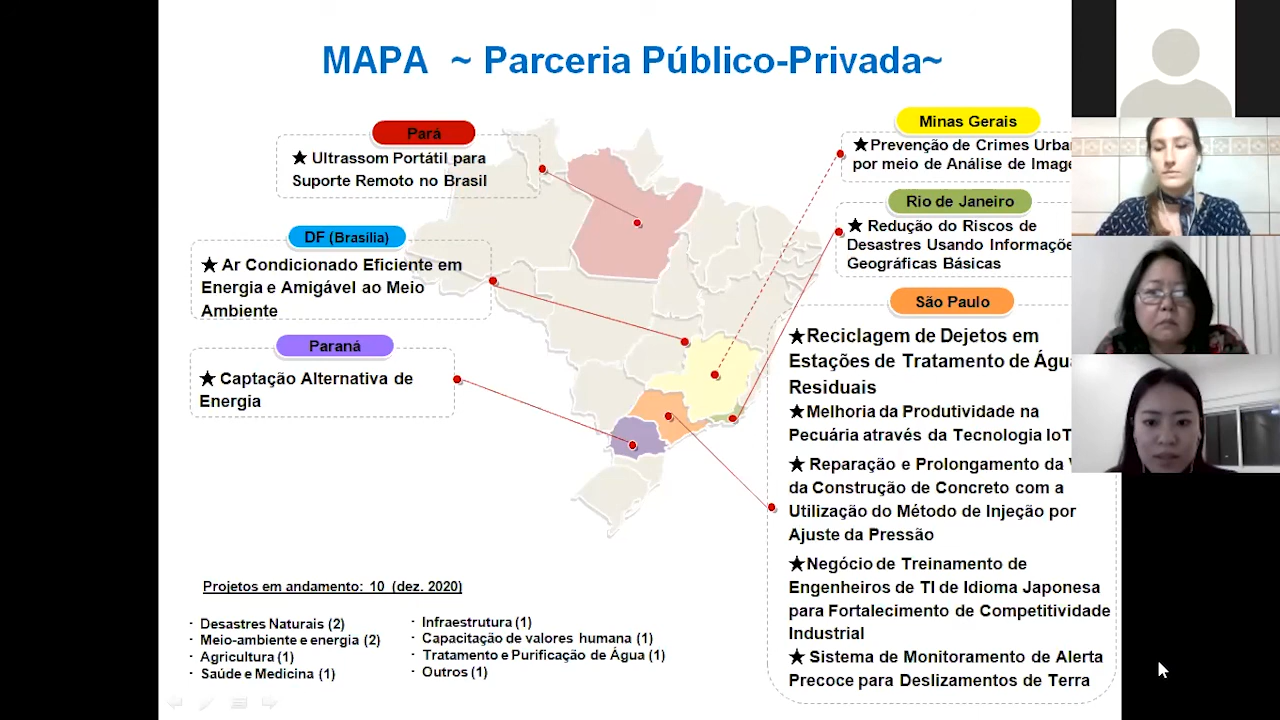 MAPA ~ Parceria Público-Privada~
Pará
★ Ultrassom Portátil para
Suporte Remoto no Brasil
DF (Brasília)
★ Ar Condicionado Eficiente em
Energia e Amigável ao Meio
Ambiente
Paraná
★ Captação Alternativa de
Energia
Minas Gerais
★Prevenção de Crimes
por meio de Análise de
Rio de Janeiro
★ Redução do Riscos de
Desastres Usando
Geográficas Básicas
São Paulo
★Reciclagem de Dejetos em
Estações de Tratamento de
Residuais
★Melhoria da Produtividade na
Pecuária através da Tecnologia IoT
★ Reparação e Prolongamento da
da Construção de Concreto com a
Utilização do Método de Injeção por
Ajuste da Pressão
★Negócio de Treinamento de
Engenheiros de TI de Idioma Japonesa
para Fortalecimento de Competitividade
Industrial
★ Sistema de Monitoramento de Alerta
Precoce para Deslizamentos de Terra
Projetos em andamento: 10 (dez. 2020)
· Desastres Naturais (2)
· Meio-ambiente e energia (2)
· Agricultura (1)
· Saúde e Medicina (1)
· Infraestrutura (1)
· Capacitação de valores humana (1)
· Tratamento e Purificação de Água (1)
· Outros (1)